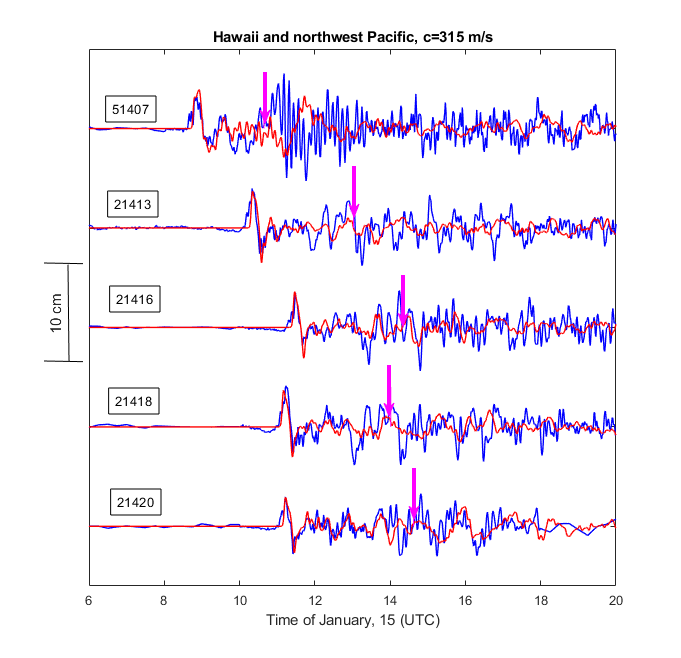 Hawaii and northwest Pacific, c=315 m/s
51407
21413
21416
10 cm
21418
21420
6 8 10 12 14 16 18 20
Time of January, 15 (UTC)